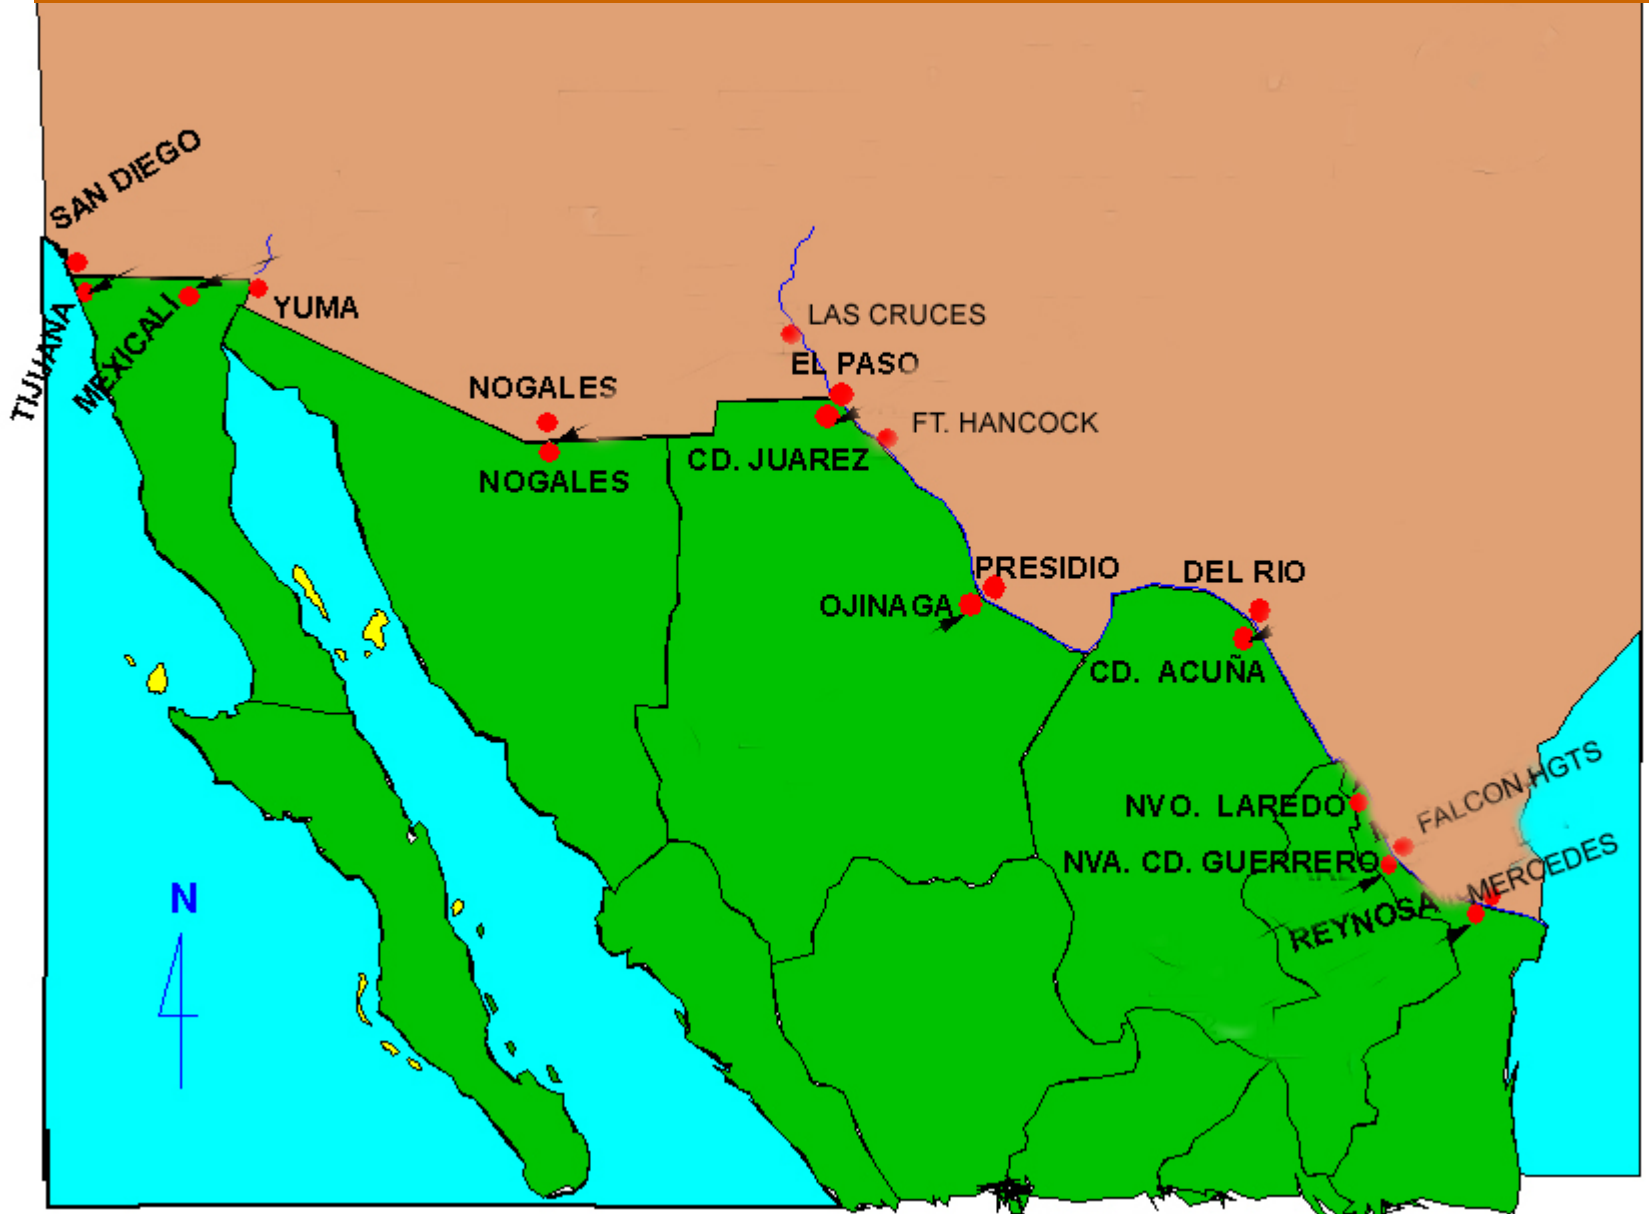 SAN DIEGO
TIJUANA
MEXICALI
YUMA
LAS CRUCES
EL PASO
NOGALES
FT. HANCOCK
CD. JUAREZ
NOGALES
PRESIDIO
DEL RIO
OJINAGA
CD. ACUÑA
FALCON HGTS
NVO. LAREDO
NVA. CD. GUERRERO
MERCEDES
REYNOSA
N